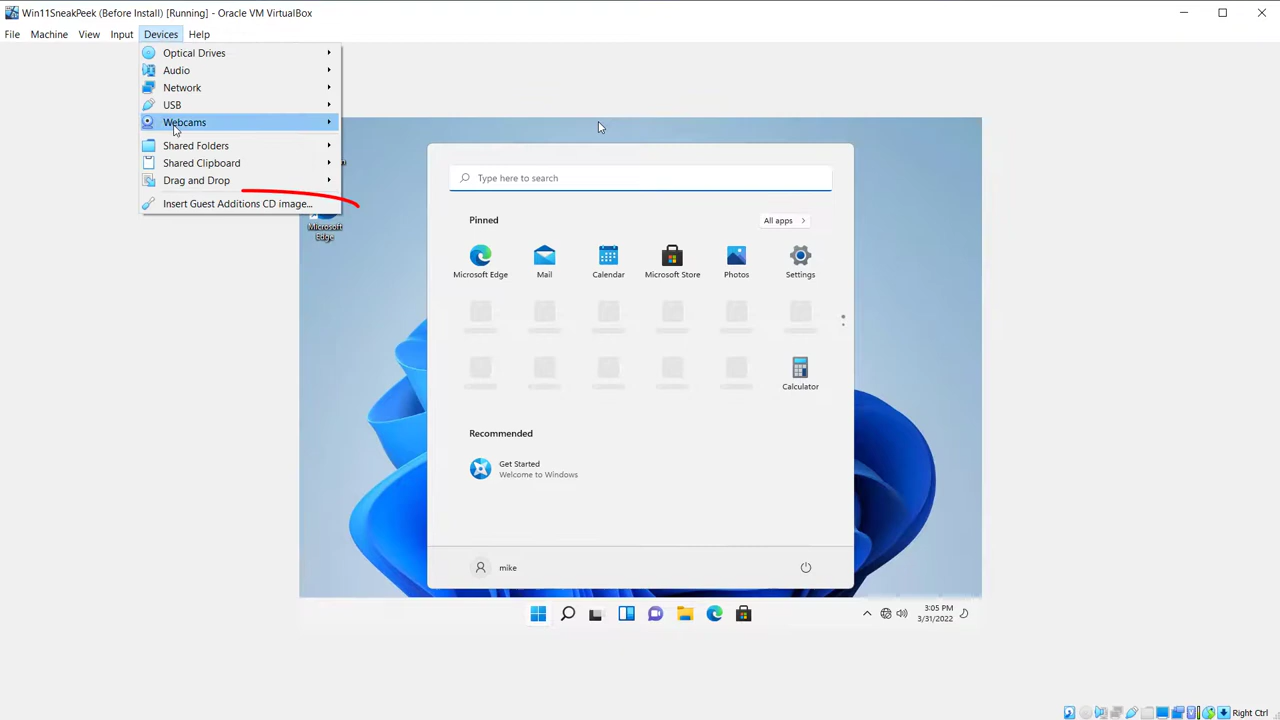 Win11SneakPeek (Before Install) [Running] - Oracle VM VirtualBox
File Machine View Input Devices Help
Optical Drives
Audio
Network
USB
Webcams
Shared Folders
Shared Clipboard
Drag and Drop
Insert Guest Additions CD image...
Microsoft
Edge
Type here to search
Pinned
All apps
Microsoft Edge Mail Calendar Microsoft Store Photos Settings
Calculator
Recommended
Get Started
Welcome to Windows
mike
3:05 PM
3/31/2022
Right Ctrl